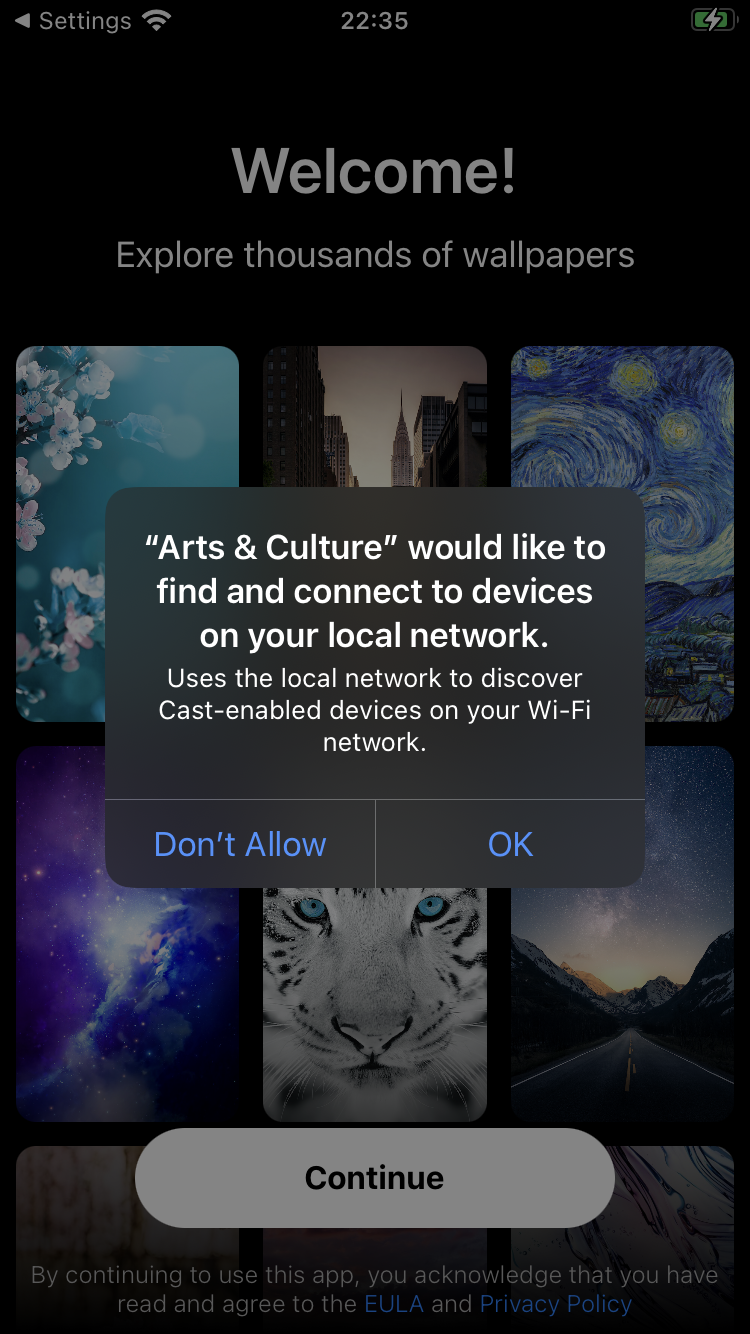 Settings
22:35
Welcome!
Explore thousands of wallpapers
“Arts & Culture” would like to
find and connect to devices
on your local network.
Uses the local network to discover
Cast-enabled devices on your Wi-Fi
network.
Don’t Allow
OK
Continue
By continuing to use this app, you acknowledge that you have
read and agree to the EULA and Privacy Policy